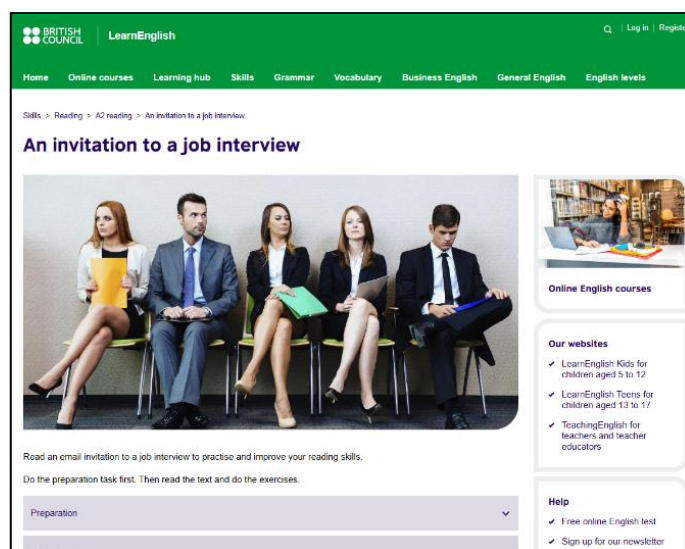 BRITISH
COUNCIL
LearnEnglish
Log in | Registe
Home Online courses Learning hub Skills Grammar Vocabulary Business English General English English levels
Skills > Reading > A2 reading > An invitation to a job interview
An invitation to a job interview
Online English courses
Our websites
LearnEnglish Kids for
children aged 5 to 12
LearnEnglish Teens for
children aged 13 to 17
TeachingEnglish for
teachers and teacher
educators
Read an email invitation to a job interview to practise and improve your reading skills.
Do the preparation task first. Then read the text and do the exercises.
Preparation
Help
Free online English test
Sign up for our newsletter